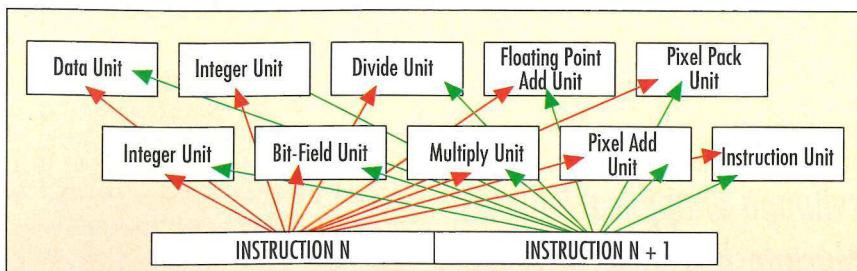 Data Unit
Integer Unit
Divide Unit
Floating Point
Add Unit
Pixel Pack
Unit
Integer Unit
Bit-Field Unit
Multiply Unit
Pixel Add
Unit
Instruction Unit
INSTRUCTION N
INSTRUCTION N + 1